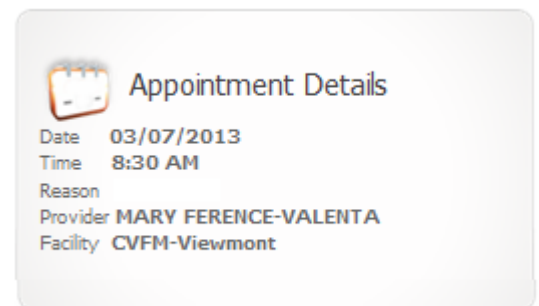 Appointment Details
Date 03/07/2013
Time 8:30 AM
Reason
Provider MARY FERENCE-VALENTA
Facility CVFM-Viewmont